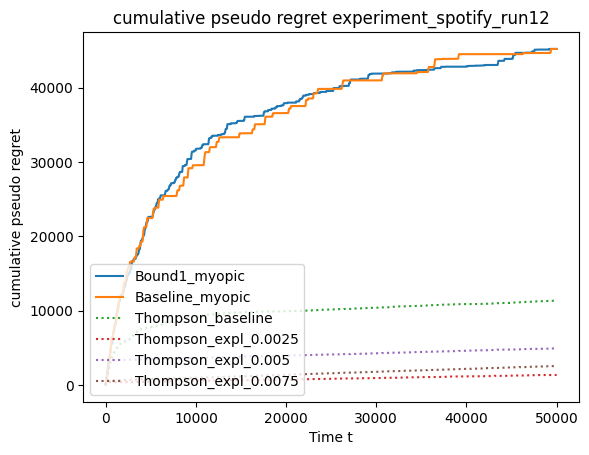 cumulative pseudo regret experiment_spotify_run12
cumulative pseudo regret
40000
30000
20000
10000
0
Bound1_myopic
Baseline_myopic
Thompson_baseline
Thompson_expl_0.0025
Thompson_expl_0.005
Thompson_expl_0.0075
0 10000 20000 30000 40000 50000
Time t